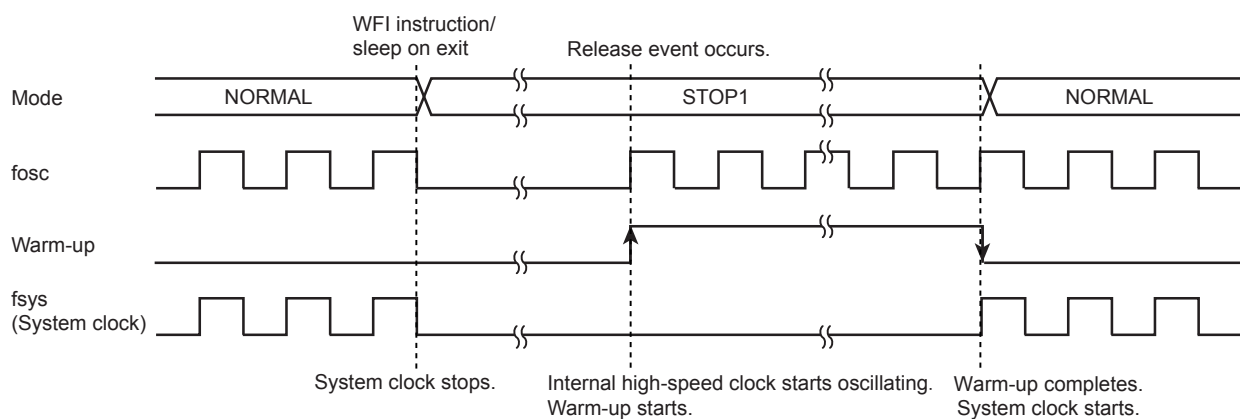 WFI instruction/
sleep on exit
Release event occurs.
Mode
NORMAL
STOP1
NORMAL
fosc
Warm-up
fsys
(System clock)
System clock stops.
Internal high-speed clock starts oscillating.
Warm-up starts.
Warm-up completes.
System clock starts.